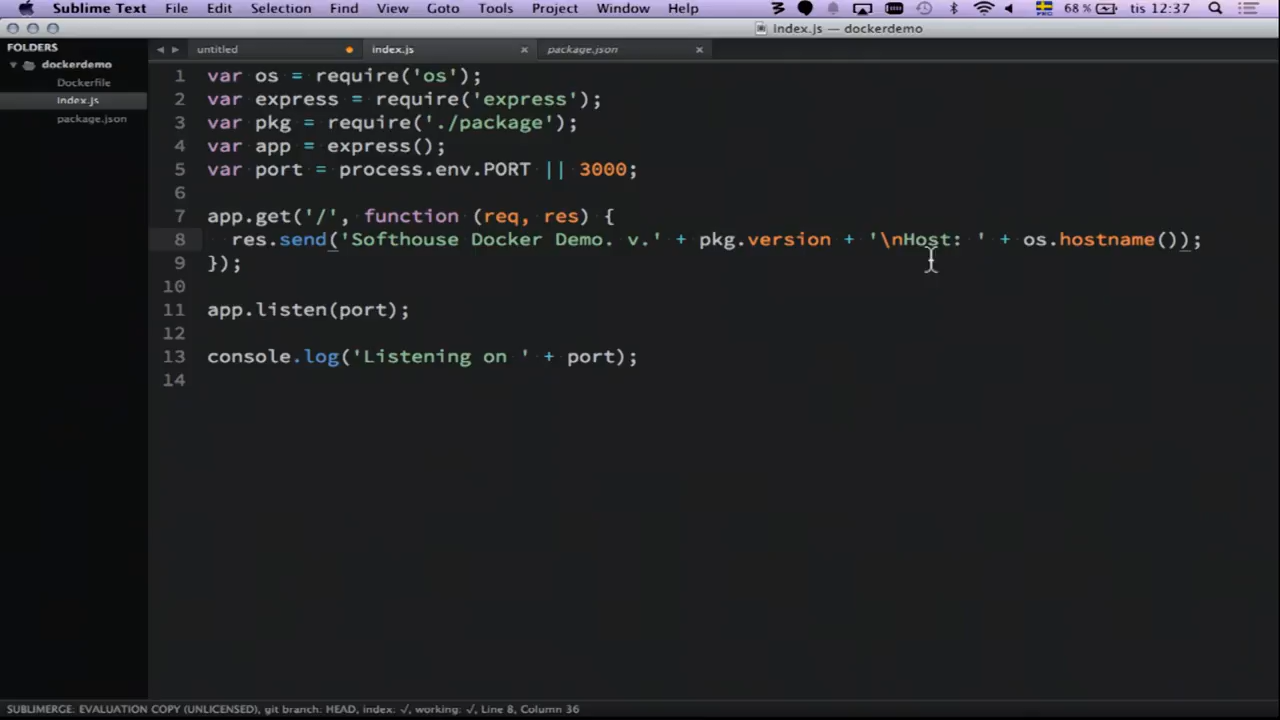 Sublime Text File Edit Selection Find View Goto Tools Project Window Help 68% tis 12:37
index.js — dockerdemo
FOLDERS
dockerdemo
Dockerfile
index.js
package.json
untitled index.js package.json
1 var os = require('os');
2 var express = require('express');
3 var pkg = require('./package');
4 var app = express();
5 var port = process.env.PORT || 3000;
6
7 app.get('/', function (req, res) {
8 res.send('Softhouse Docker Demo. v.' + pkg.version + '\nHost: ' + os.hostname());
9 });
10
11 app.listen(port);
12
13 console.log('Listening on ' + port);
14
SUBLIMERGE: EVALUATION COPY (UNLICENSED), git branch: HEAD, index: √, working: √, Line 8, Column 36